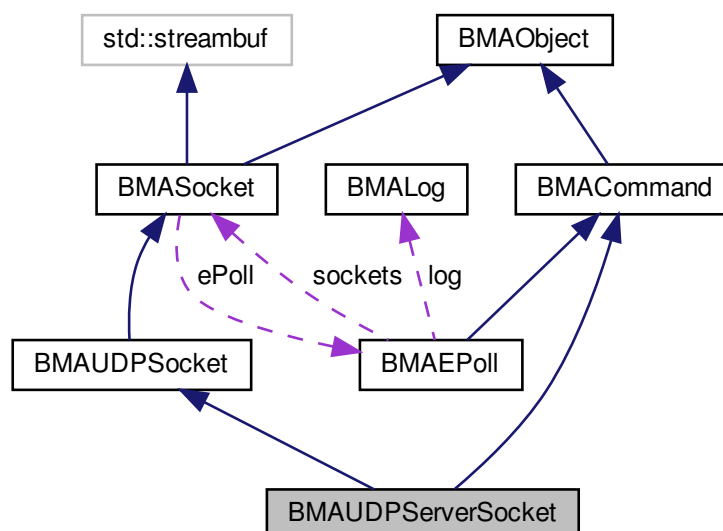 std::streambuf
BMAObject
BMASocket
BMALog
BMACommand
ePoll
sockets
log
BMAUDPSocket
BMAEPoll
BMAUDPServerSocket